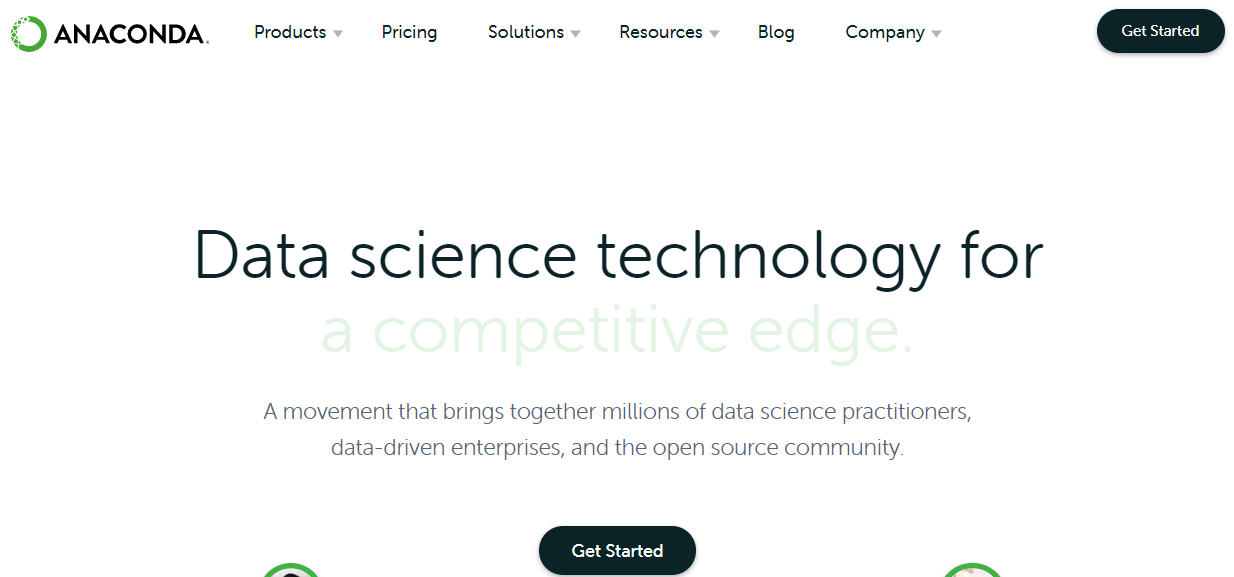 ANACONDA. Products Pricing Solutions Resources Blog Company Get Started
Data science technology for
a competitive edge.
A movement that brings together millions of data science practitioners,
data-driven enterprises, and the open source community.
Get Started